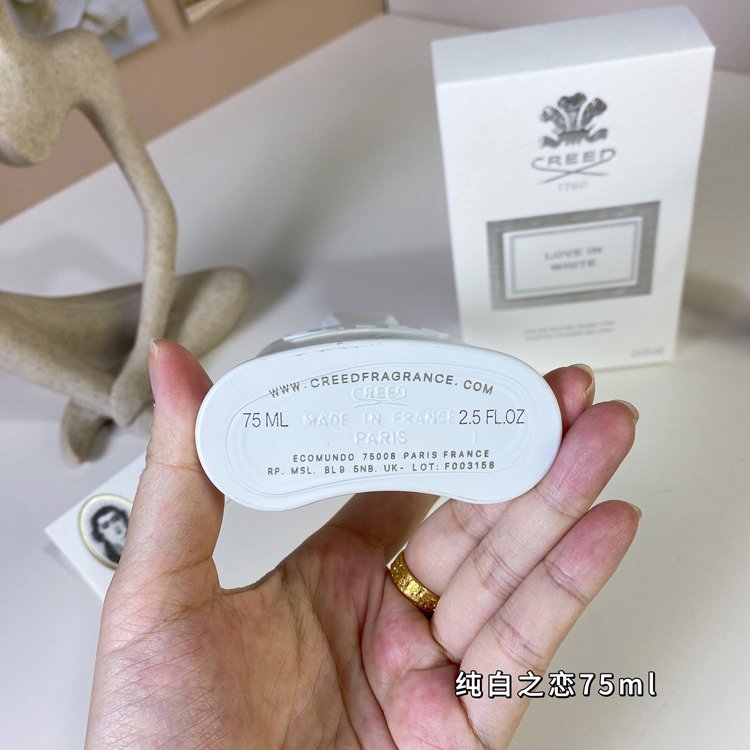 CREED
1760
LOVE IN
WHITE
WWW.CREEDFRAGRANCE.COM
CREED
75 ML MADE IN FRANCE 2.5 FL.OZ
PARIS
ECOMUNDO 75008 PARIS FRANCE
RP. MSL. BL9 5NB. UK- LOT: F003158
纯白之恋75ml